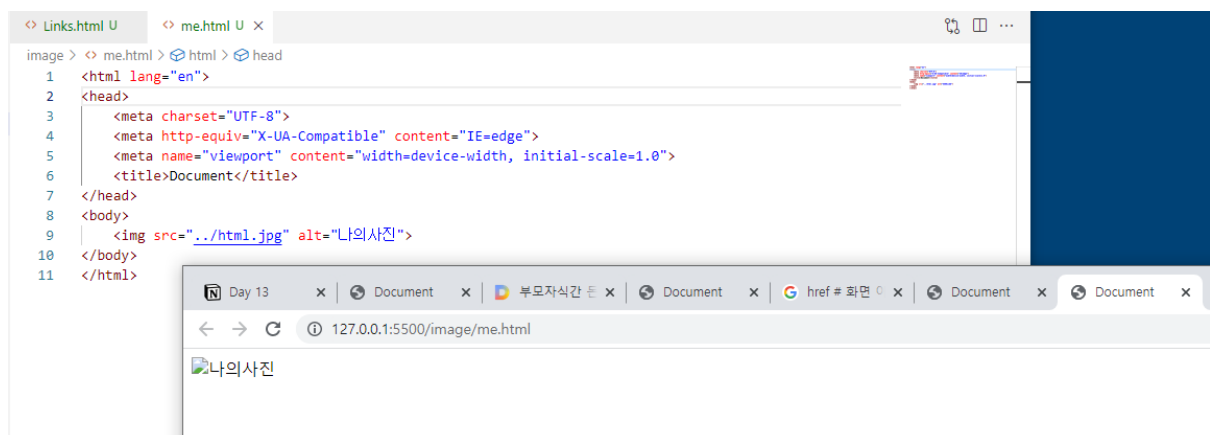 Links.html U me.html U
image > me.html > html > head
1 <html lang="en">
2 <head>
3 <meta charset="UTF-8">
4 <meta http-equiv="X-UA-Compatible" content="IE=edge">
5 <meta name="viewport" content="width=device-width, initial-scale=1.0">
6 <title>Document</title>
7 </head>
8 <body>
9 <img src="../html.jpg" alt="나의사진">
10 </body>
11 </html>
Day 13 Document 부모자식간 Document href # 화면 Document Document
127.0.0.1:5500/image/me.html
나의사진